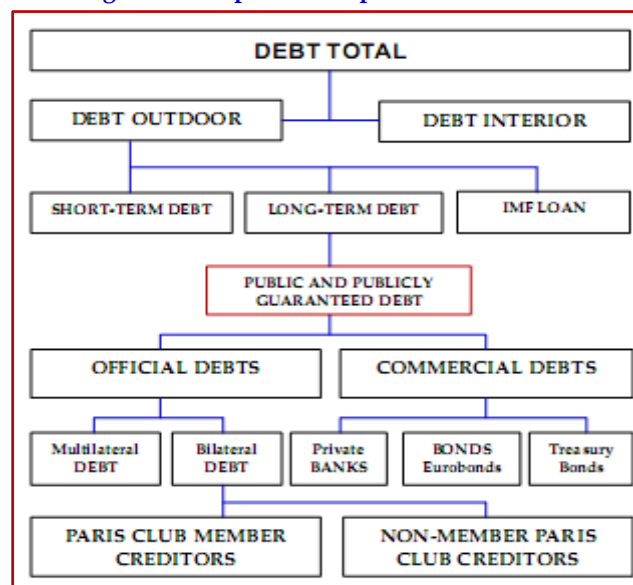 DEBT TOTAL
DEBT OUTDOOR
DEBT INTERIOR
SHORT-TERM DEBT
LONG-TERM DEBT
IMF LOAN
PUBLIC AND PUBLICLY
GUARANTEED DEBT
OFFICIAL DEBTS
COMMERCIAL DEBTS
Multilateral
DEBT
Bilateral
DEBT
Private
BANKS
BONDS
Eurobonds
Treasury
Bonds
PARIS CLUB MEMBER
CREDITORS
NON-MEMBER PARIS
CLUB CREDITORS